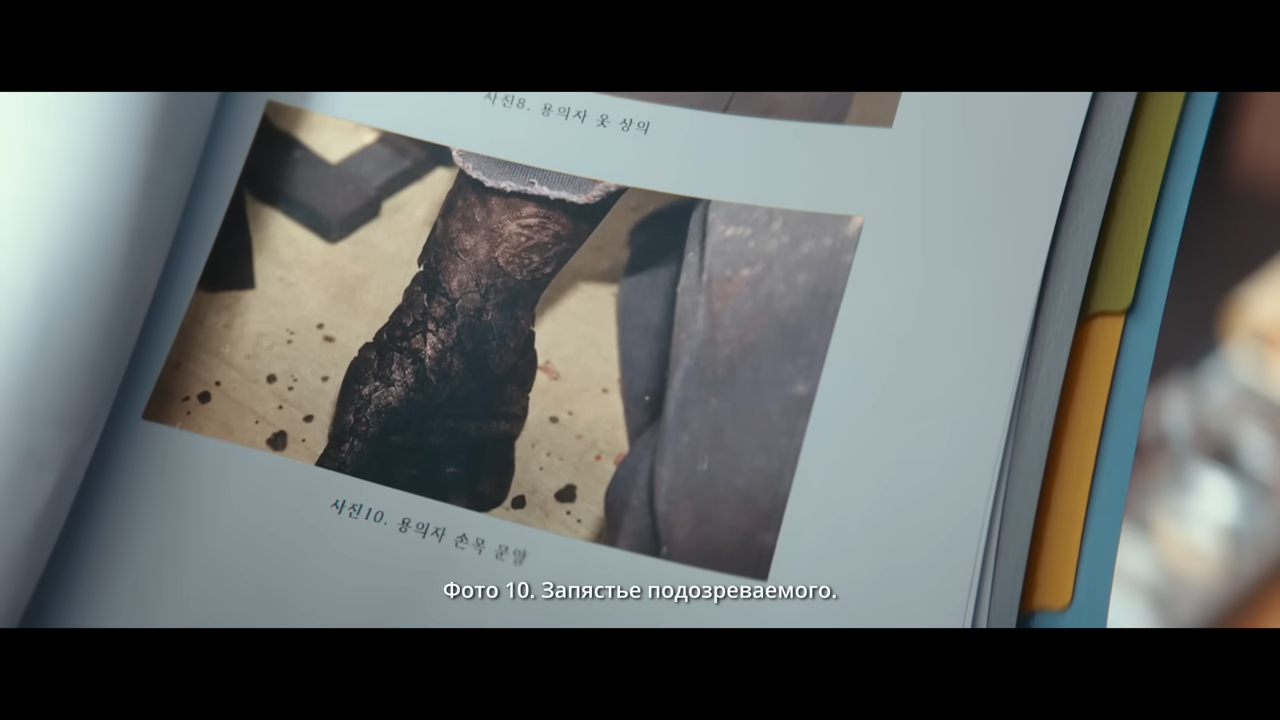 사진8. 용의자 옷 상의
사진10. 용의자 손목 문양
Фото 10. Запястье подозреваемого.